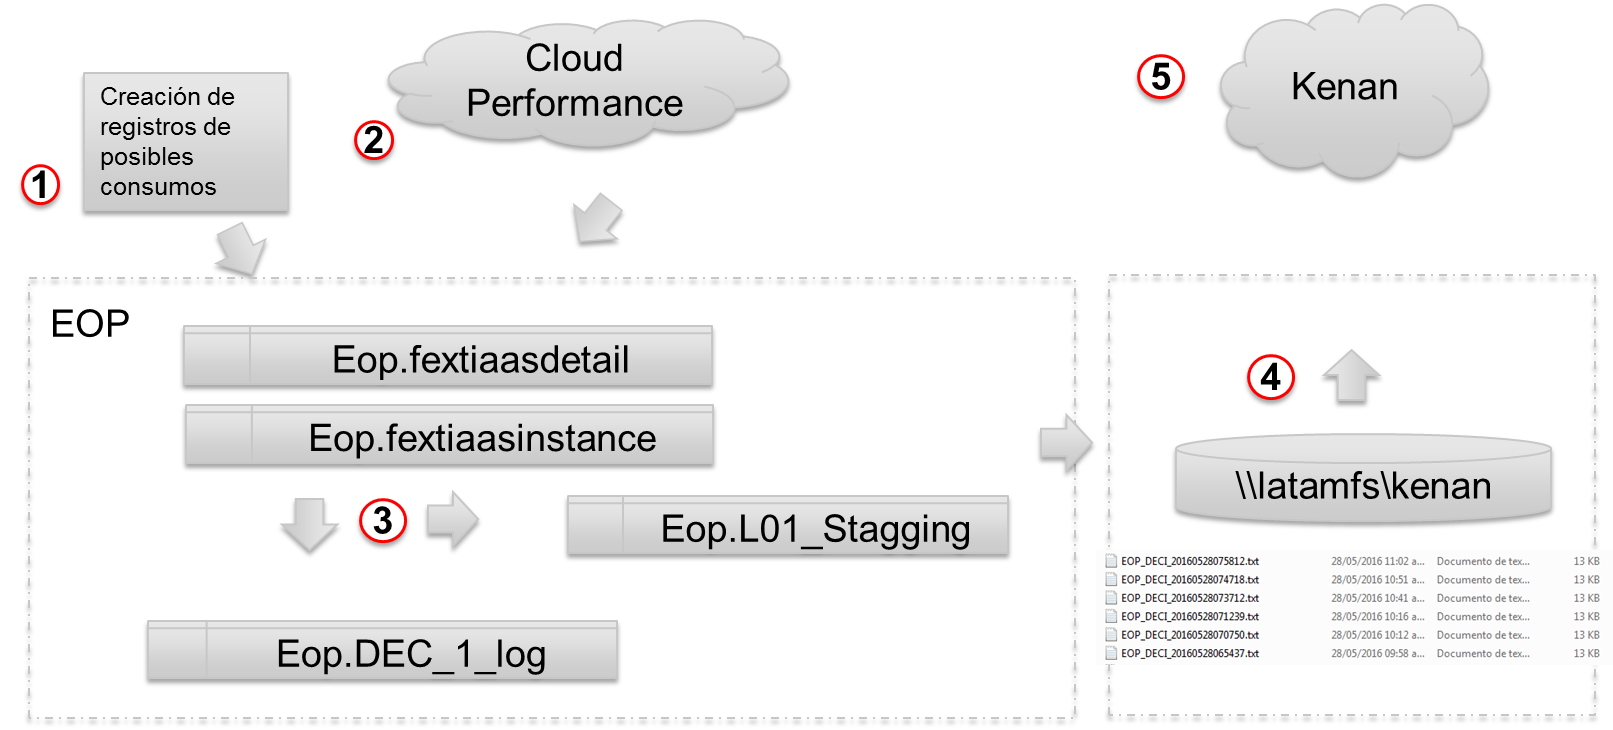 1
Creación de
registros de
posibles
consumos
2
Cloud
Performance
5
Kenan
EOP
Eop.fextiaasdetail
Eop.fextiaasinstance
3
Eop.L01_Stagging
Eop.DEC_1_log
4
\\latamfs\kenan
EOP_DECI_20160528075812.txt 28/05/2016 11:02 a... Documento de tex... 13 KB
EOP_DECI_20160528074718.txt 28/05/2016 10:51 a... Documento de tex... 13 KB
EOP_DECI_20160528073712.txt 28/05/2016 10:41 a... Documento de tex... 13 KB
EOP_DECI_20160528071239.txt 28/05/2016 10:16 a... Documento de tex... 13 KB
EOP_DECI_20160528070750.txt 28/05/2016 10:12 a... Documento de tex... 13 KB
EOP_DECI_20160528065437.txt 28/05/2016 09:58 a... Documento de tex... 13 KB